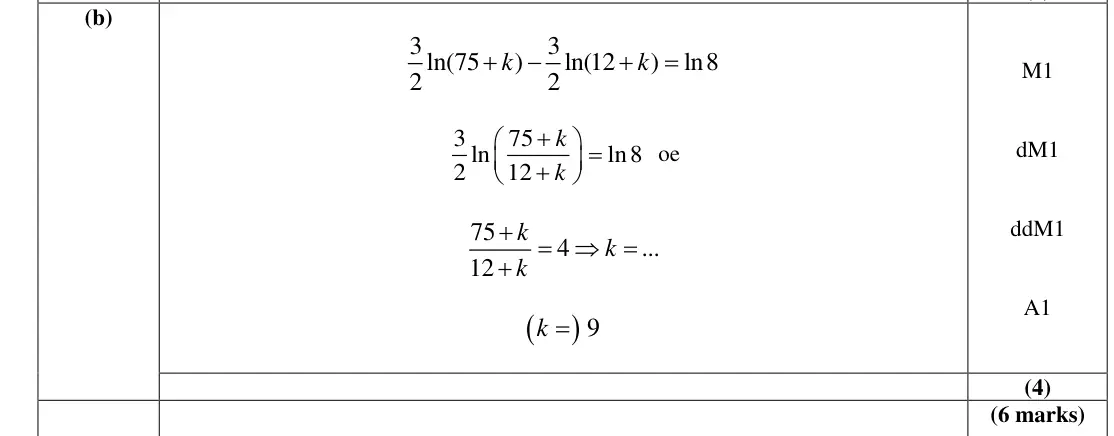 (b)
3/2 ln(75 + k) − 3/2 ln(12 + k) = ln 8
M1
3/2 ln((75 + k)/(12 + k)) = ln 8 oe
dM1
(75 + k)/(12 + k) = 4 ⇒ k = ...
ddM1
(k =) 9
A1
(4)
(6 marks)